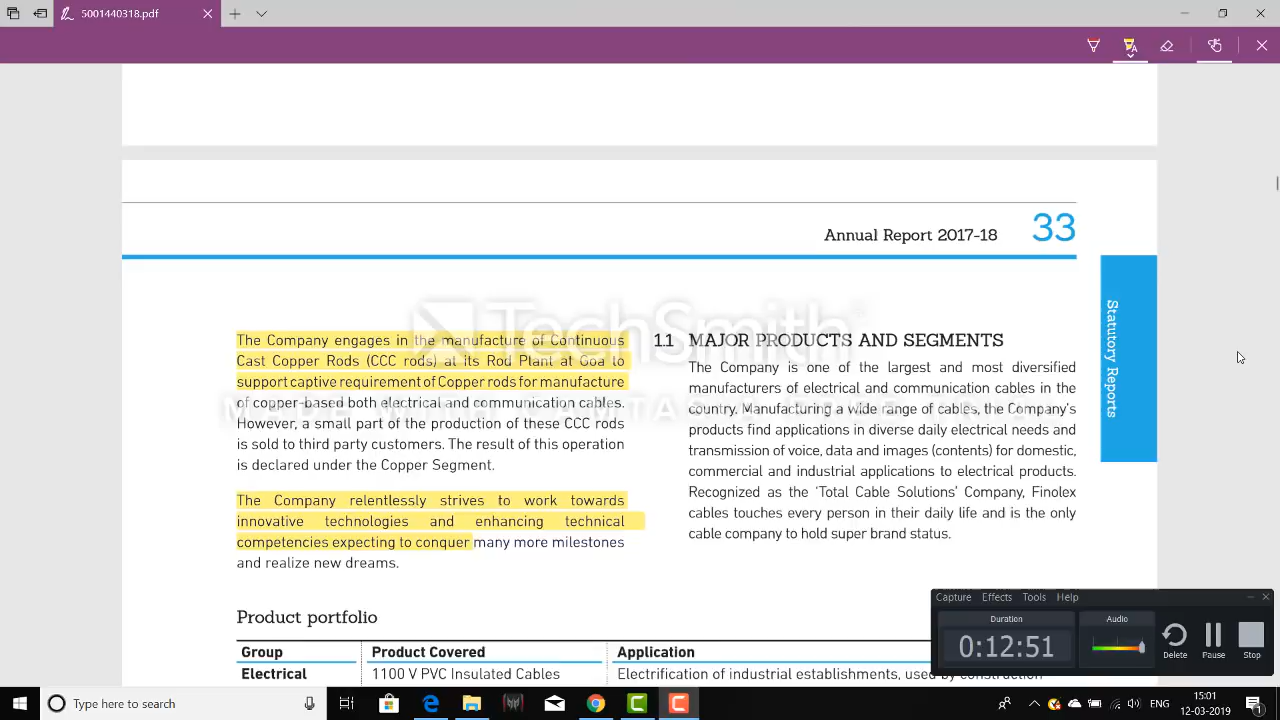 5001440318.pdf
Annual Report 2017-18 33
Statutory Reports
The Company engages in the manufacture of Continuous
Cast Copper Rods (CCC rods) at its Rod Plant at Goa to
support captive requirement of Copper rods for manufacture
of copper-based both electrical and communication cables.
However, a small part of the production of these CCC rods
is sold to third party customers. The result of this operation
is declared under the Copper Segment.
The Company relentlessly strives to work towards
innovative technologies and enhancing technical
competencies expecting to conquer many more milestones
and realize new dreams.
1.1 MAJOR PRODUCTS AND SEGMENTS
The Company is one of the largest and most diversified
manufacturers of electrical and communication cables in the
country. Manufacturing a wide range of cables, the Company's
products find applications in diverse daily electrical needs and
transmission of voice, data and images (contents) for domestic,
commercial and industrial applications to electrical products.
Recognized as the 'Total Cable Solutions' Company, Finolex
cables touches every person in their daily life and is the only
cable company to hold super brand status.
TechSmith
Product portfolio
Group Product Covered Application
Electrical 1100 V PVC Insulated Cables Electrification of industrial establishments, used by construction
Capture Effects Tools Help
Duration Audio
0:12:51
Delete Pause Stop
Type here to search
ENG 15:01
12-03-2019